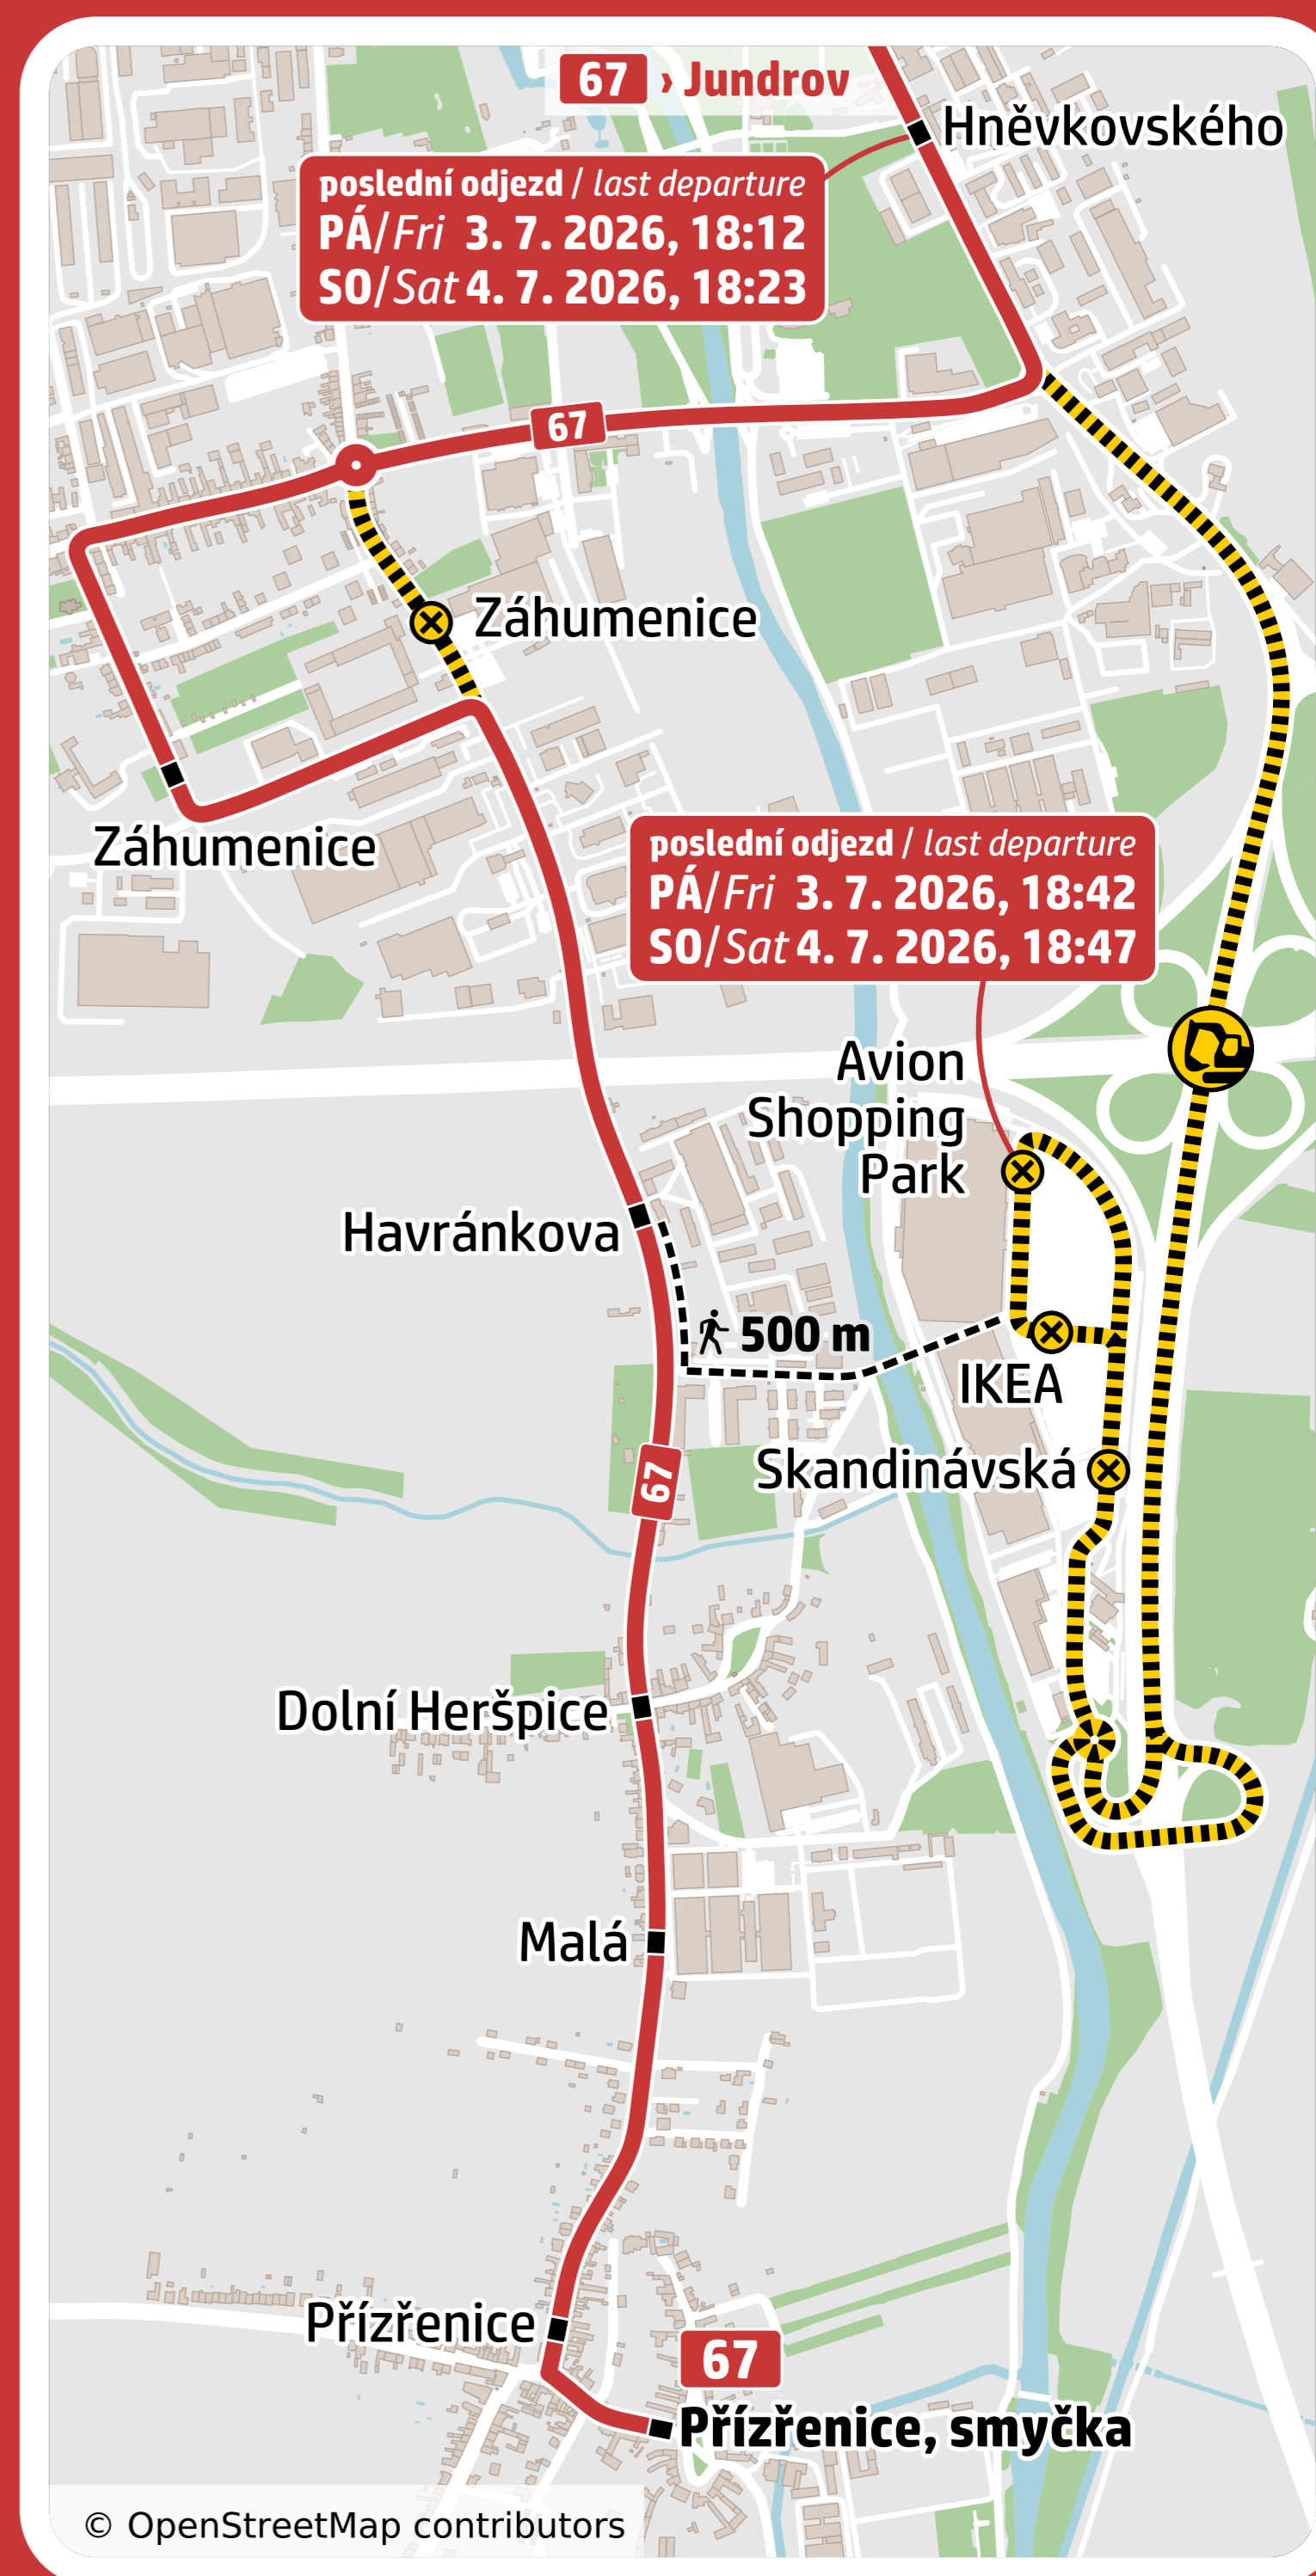 67 › Jundrov
Hněvkovského
poslední odjezd / last departure
PÁ/Fri 3. 7. 2026, 18:12
SO/Sat 4. 7. 2026, 18:23
67
Záhumenice
Záhumenice
poslední odjezd / last departure
PÁ/Fri 3. 7. 2026, 18:42
SO/Sat 4. 7. 2026, 18:47
Avion
Shopping
Park
Havránkova
500 m
IKEA
67
Skandinávská
Dolní Heršpice
Malá
Přízřenice
67
Přízřenice, smyčka
© OpenStreetMap contributors